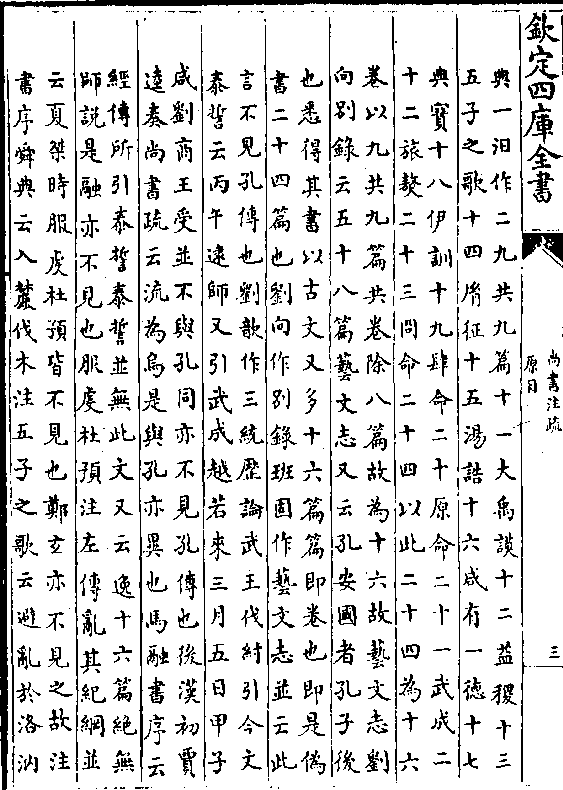 欽定四庫全書
尚書注疏
原目
三
典一汩作二九共九篇十一大禹謨十二益稷十三
五子之歌十四𦙍征十五湯誥十六咸有一德十七
典寶十八伊訓十九肆命二十原命二十一武成二
十二旅獒二十三冏命二十四以此二十四為十六
卷以九共九篇共卷除八篇故為十六故藝文志劉
向别錄云五十八篇藝文志又云孔安國者孔子後
也悉得其書以古文又多十六篇篇即卷也即是偽
書二十四篇也劉向作别錄班固作藝文志並云此
言不見孔傳也劉歆作三統歷論武王伐紂引今文
泰誓云丙午逮師又引武成越若來三月五日甲子
咸劉商王受並不與孔同亦不見孔傳也後漢初賈
逵奏尚書疏云流為烏是與孔亦異也馬融書序云
經傳所引泰誓泰誓並無此文又云逸十六篇絕無
師説是融亦不見也服䖍杜預注左傳亂其紀綱並
云夏桀時服䖍杜預皆不見也鄭玄亦不見之故注
書序舜典云入麓伐木注五子之歌云避亂於洛汭